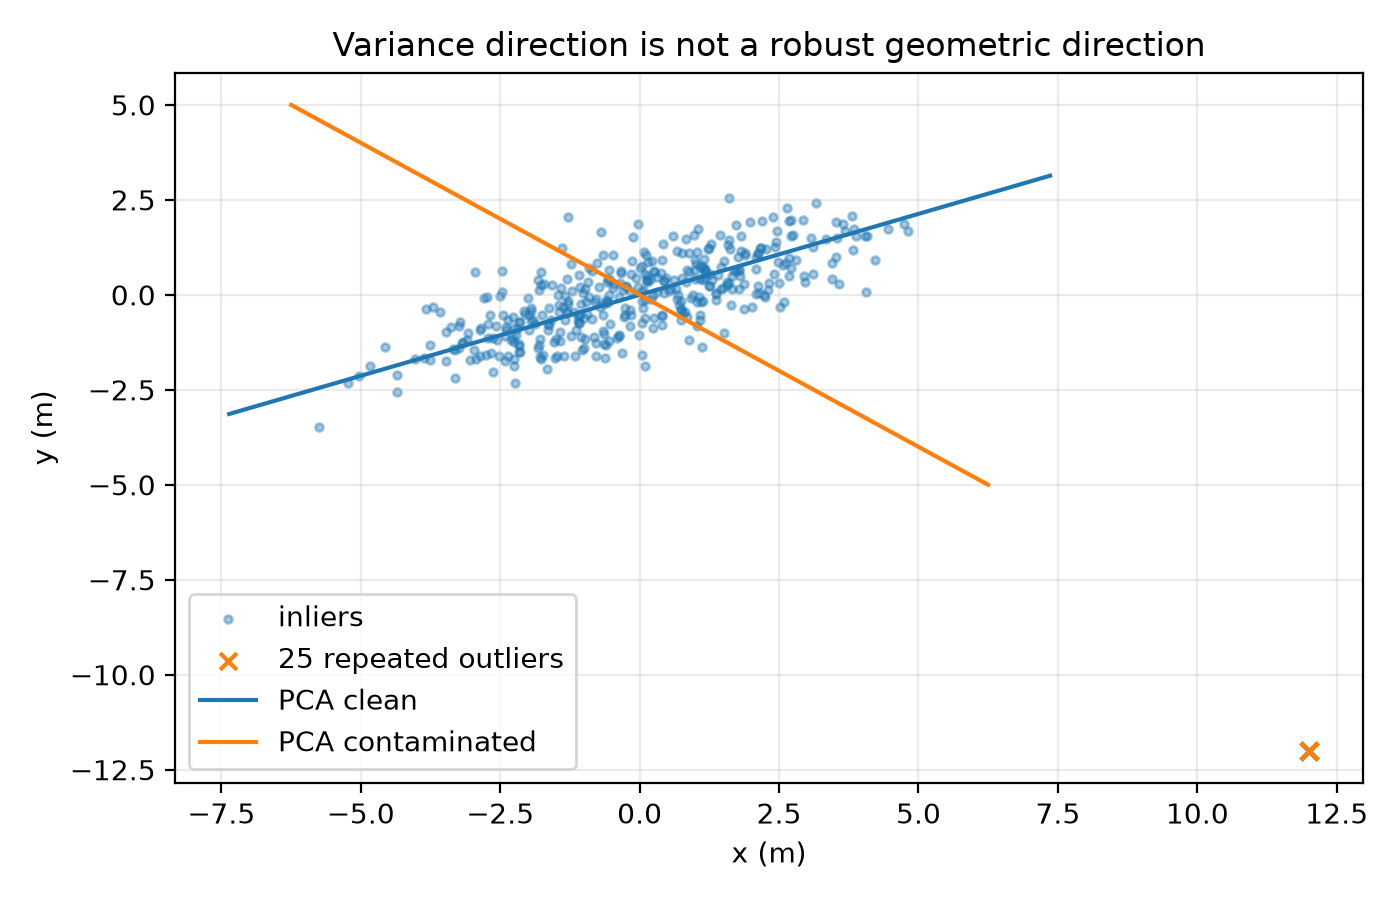 Variance direction is not a robust geometric direction
5.0
2.5
0.0
−2.5
−5.0
−7.5
−10.0
−12.5
y (m)
inliers
25 repeated outliers
PCA clean
PCA contaminated
−7.5 −5.0 −2.5 0.0 2.5 5.0 7.5 10.0 12.5
x (m)